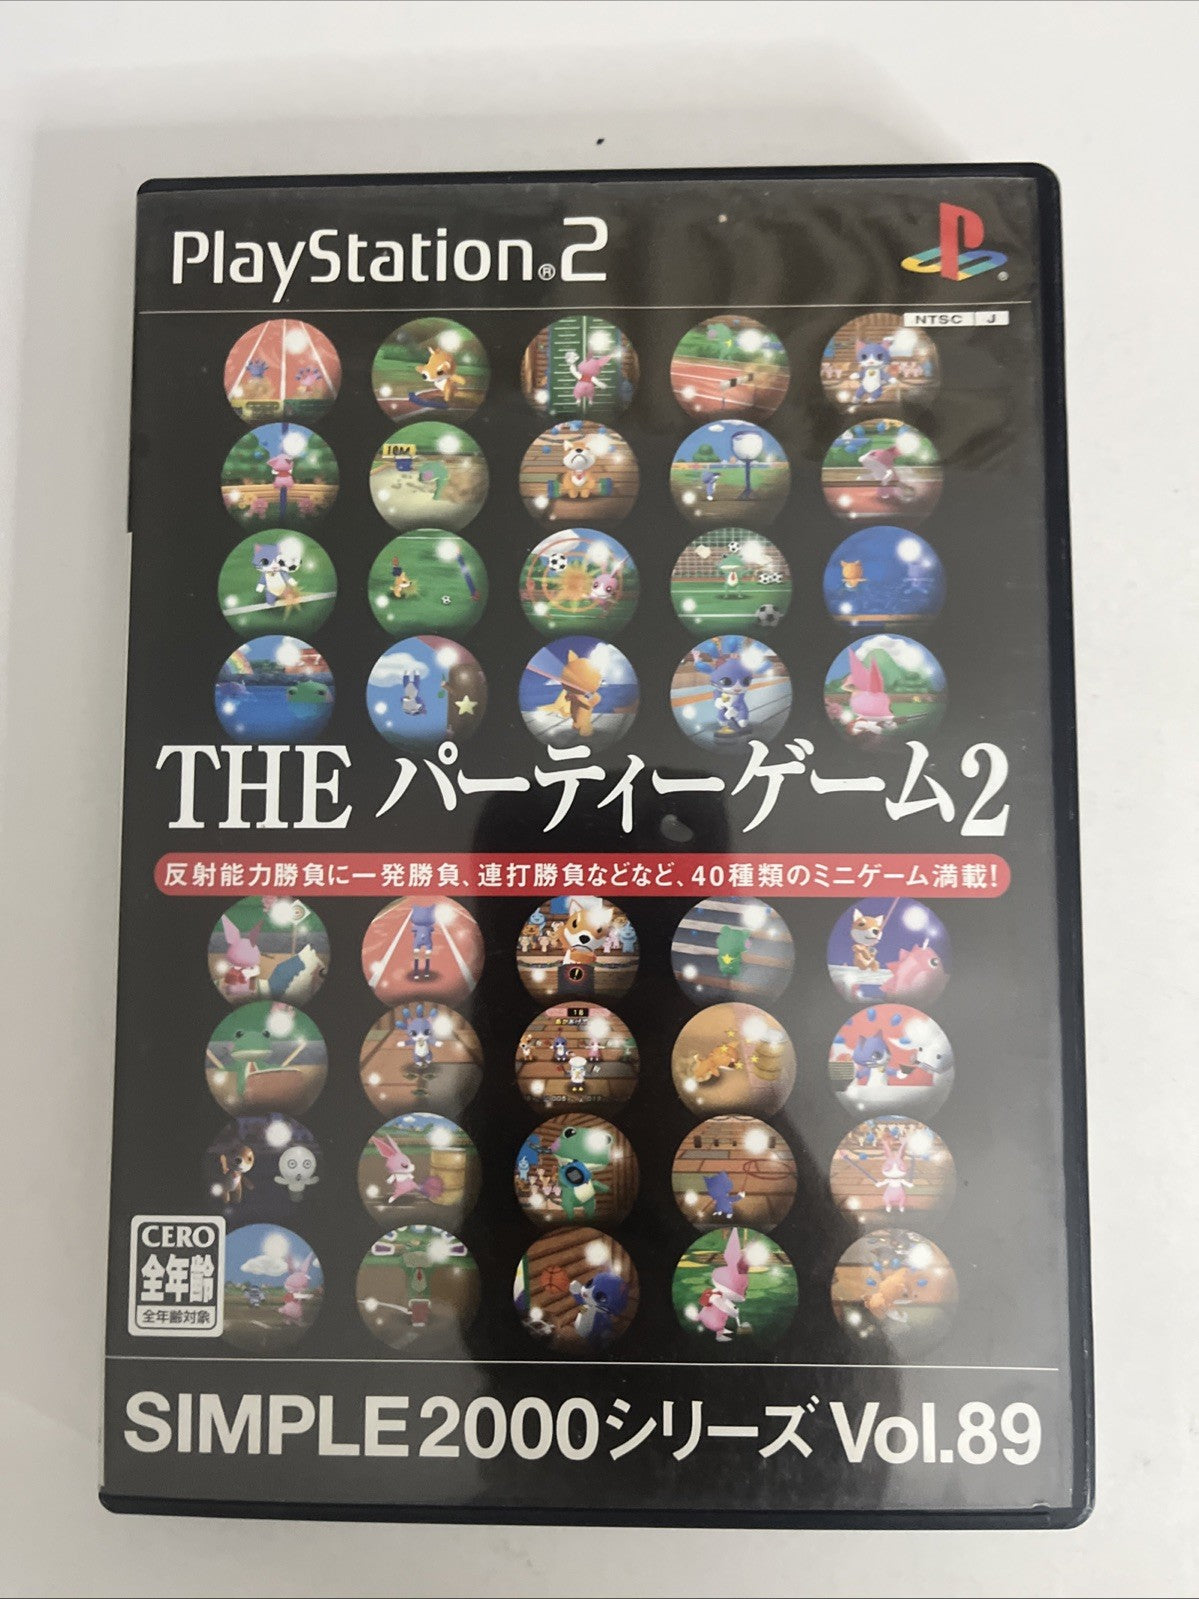 PlayStation®2
NTSC J
10M
THE パーティーゲーム2
反射能力勝負に一発勝負、連打勝負などなど、40種類のミニゲーム満載!
CERO
全年齢
全年齢対象
SIMPLE2000シリーズ Vol.89